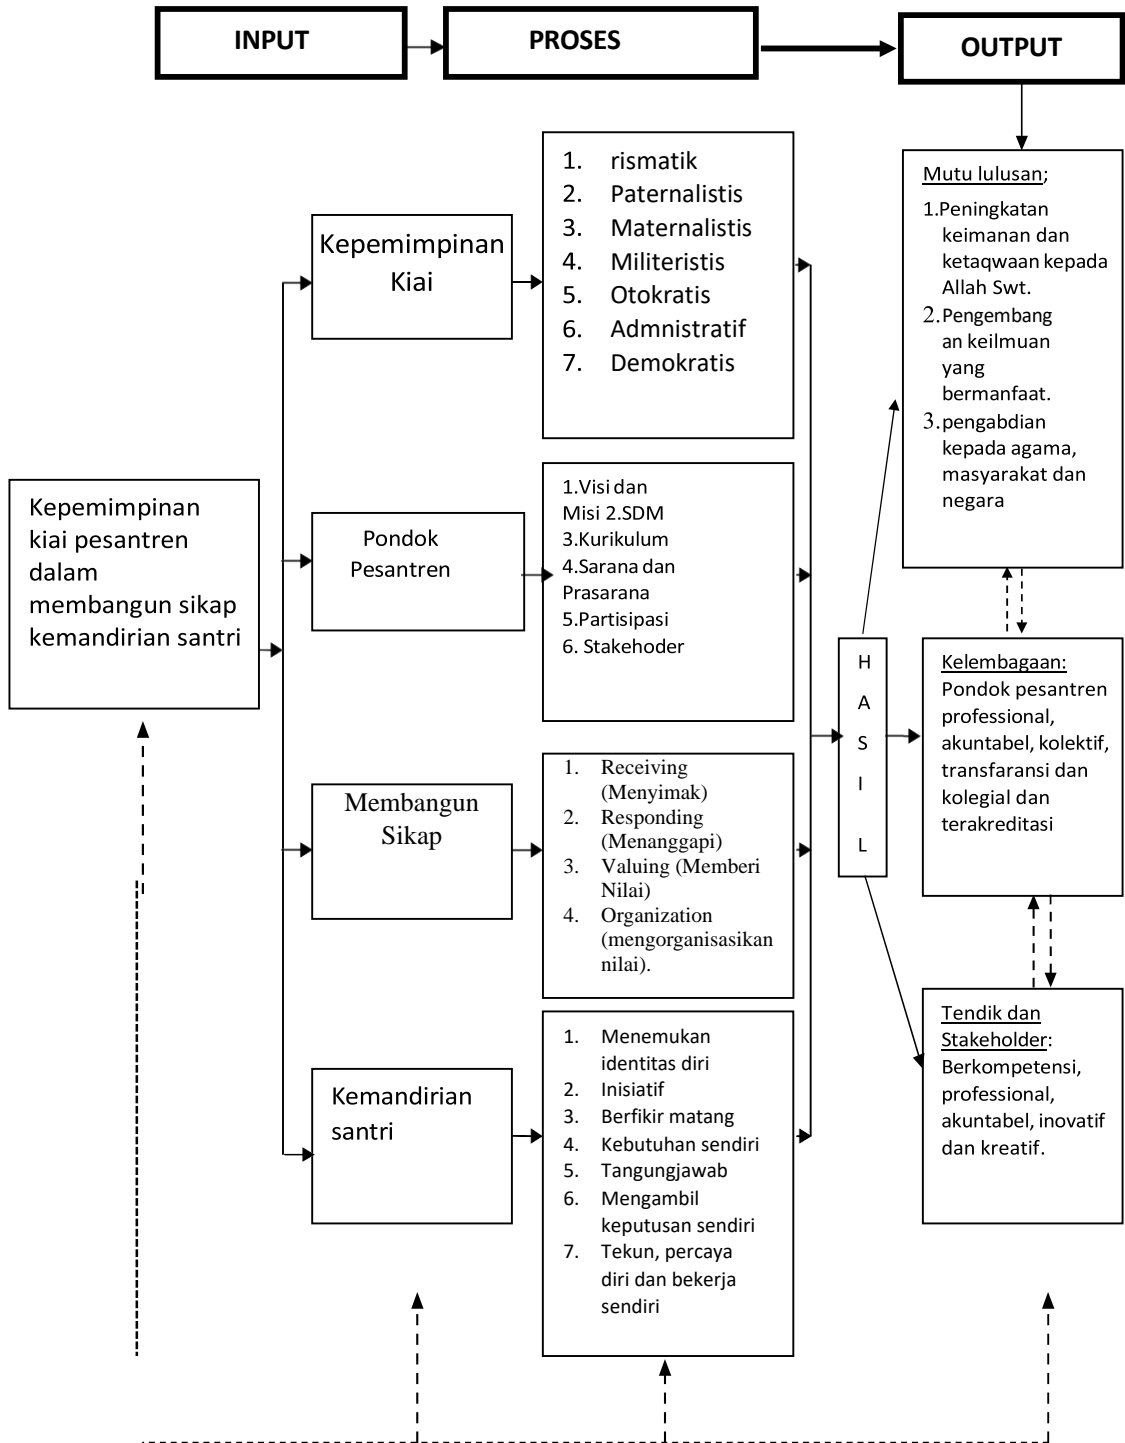 INPUT
PROSES
OUTPUT
Kepemimpinan
kiai pesantren
dalam
membangun sikap
kemandirian santri
Kepemimpinan
Kiai
1. rismatik
2. Paternalistis
3. Maternalistis
4. Militeristis
5. Otokratis
6. Admnistratif
7. Demokratis
Pondok
Pesantren
1.Visi dan
Misi 2.SDM
3.Kurikulum
4.Sarana dan
Prasarana
5.Partisipasi
6. Stakehoder
Membangun
Sikap
1. Receiving
(Menyimak)
2. Responding
(Menanggapi)
3. Valuing (Memberi
Nilai)
4. Organization
(mengorganisasikan
nilai).
Kemandirian
santri
1. Menemukan
identitas diri
2. Inisiatif
3. Berfikir matang
4. Kebutuhan sendiri
5. Tangungjawab
6. Mengambil
keputusan sendiri
7. Tekun, percaya
diri dan bekerja
sendiri
H
A
S
I
L
Mutu lulusan;
1.Peningkatan
keimanan dan
ketaqwaan kepada
Allah Swt.
2.Pengembang
an keilmuan
yang
bermanfaat.
3.pengabdian
kepada agama,
masyarakat dan
negara
Kelembagaan:
Pondok pesantren
professional,
akuntabel, kolektif,
transfaransi dan
kolegial dan
terakreditasi
Tendik dan
Stakeholder:
Berkompetensi,
professional,
akuntabel, inovatif
dan kreatif.